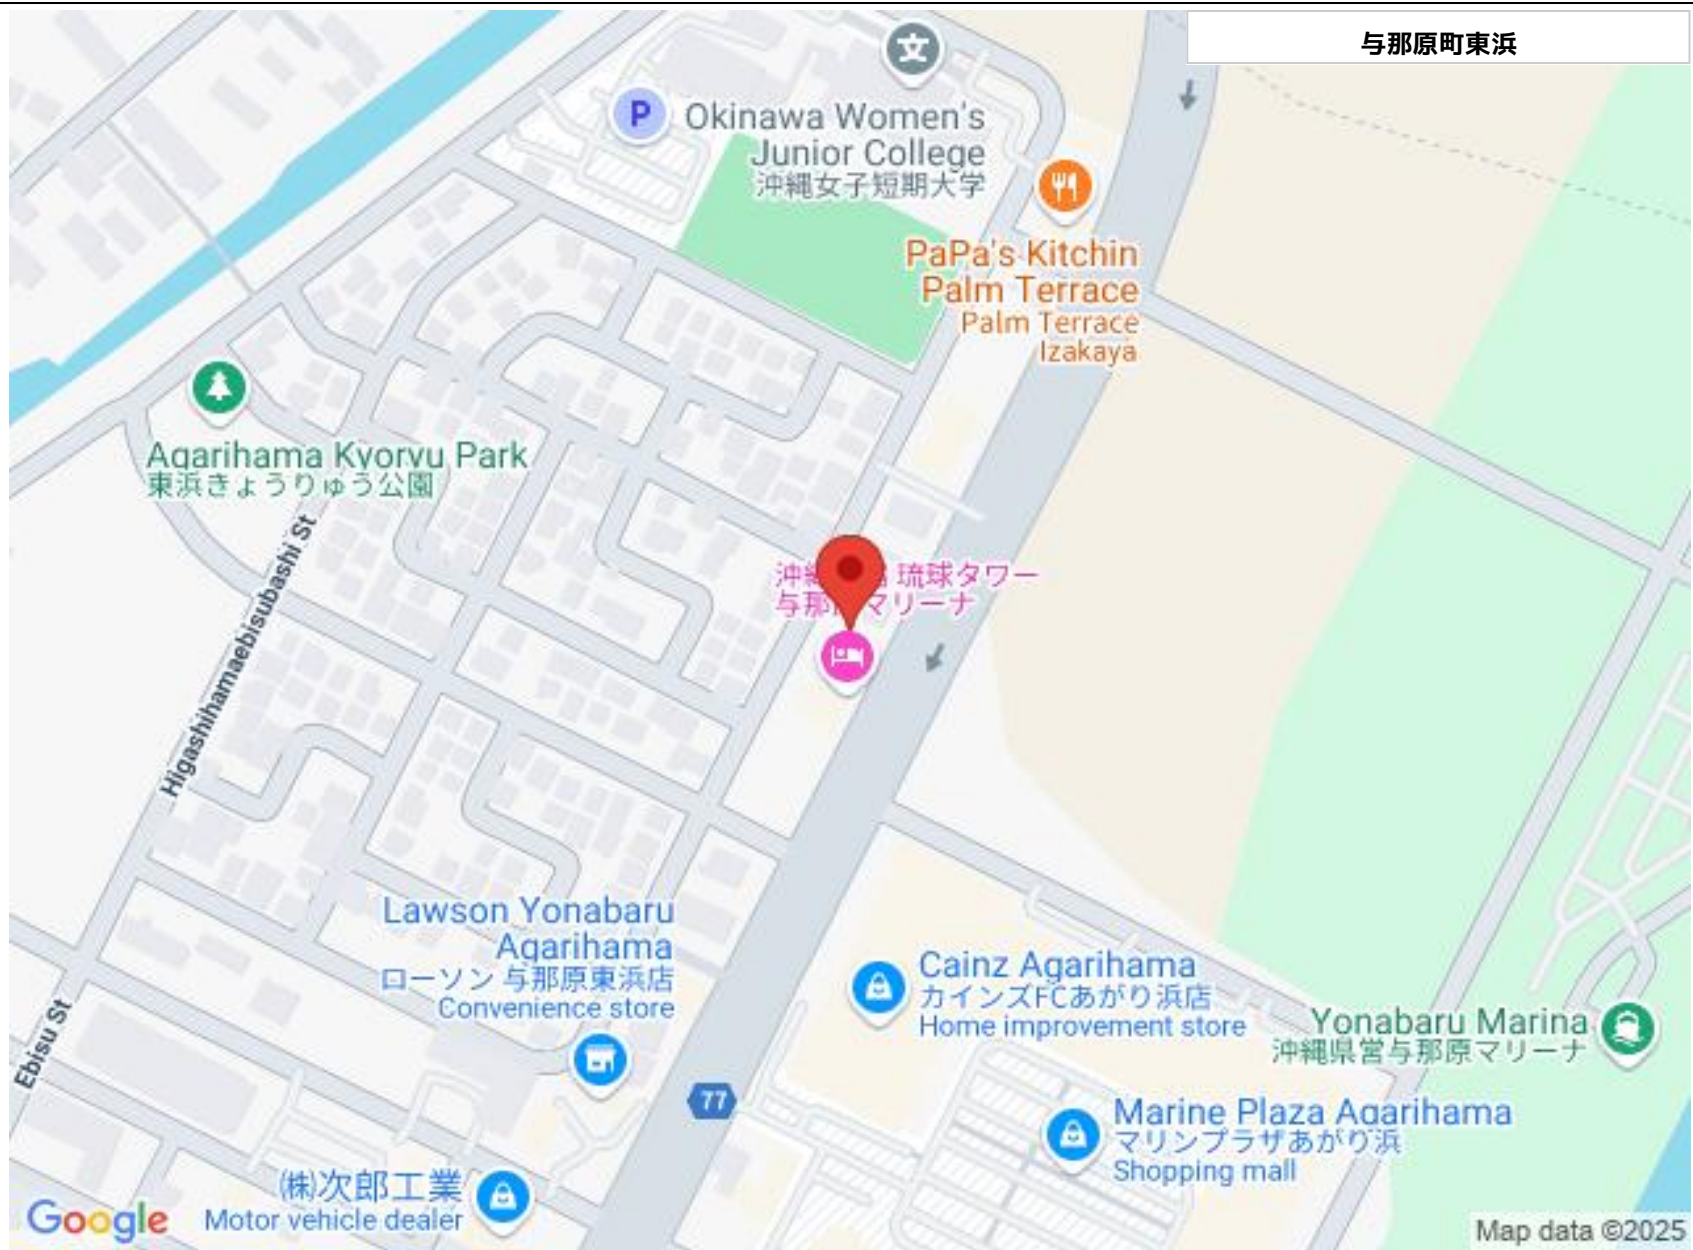 与那原町東浜
Okinawa Women's
Junior College
沖縄女子短期大学
PaPa's Kitchin
Palm Terrace
Palm Terrace
Izakaya
Agarihama Kyoryu Park
東浜きょうりゅう公園
Higashihamaebisubashi St
琉球タワー
マリーナ
Lawson Yonabaru
Agarihama
ローソン 与那原東浜店
Convenience store
Cainz Agarihama
カインズFCあがり浜店
Home improvement store
Yonabaru Marina
沖縄県営与那原マリーナ
Ebisu St
77
Marine Plaza Agarihama
マリンプラザあがり浜
Shopping mall
㈱次郎工業
Motor vehicle dealer
Google
Map data ©2025
P
文